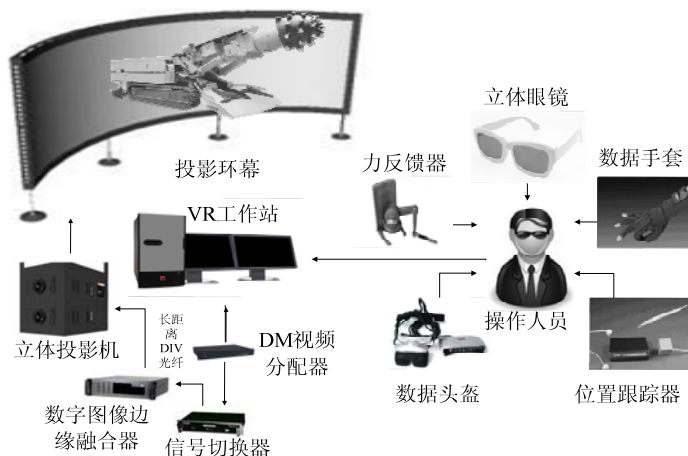 立体眼镜
数据手套
力反馈器
投影环幕
VR工作站
操作人员
立体投影机
长距
离
DIV
光纤
DM视频
分配器
数据头盔
位置跟踪器
数字图像边
缘融合器
信号切换器